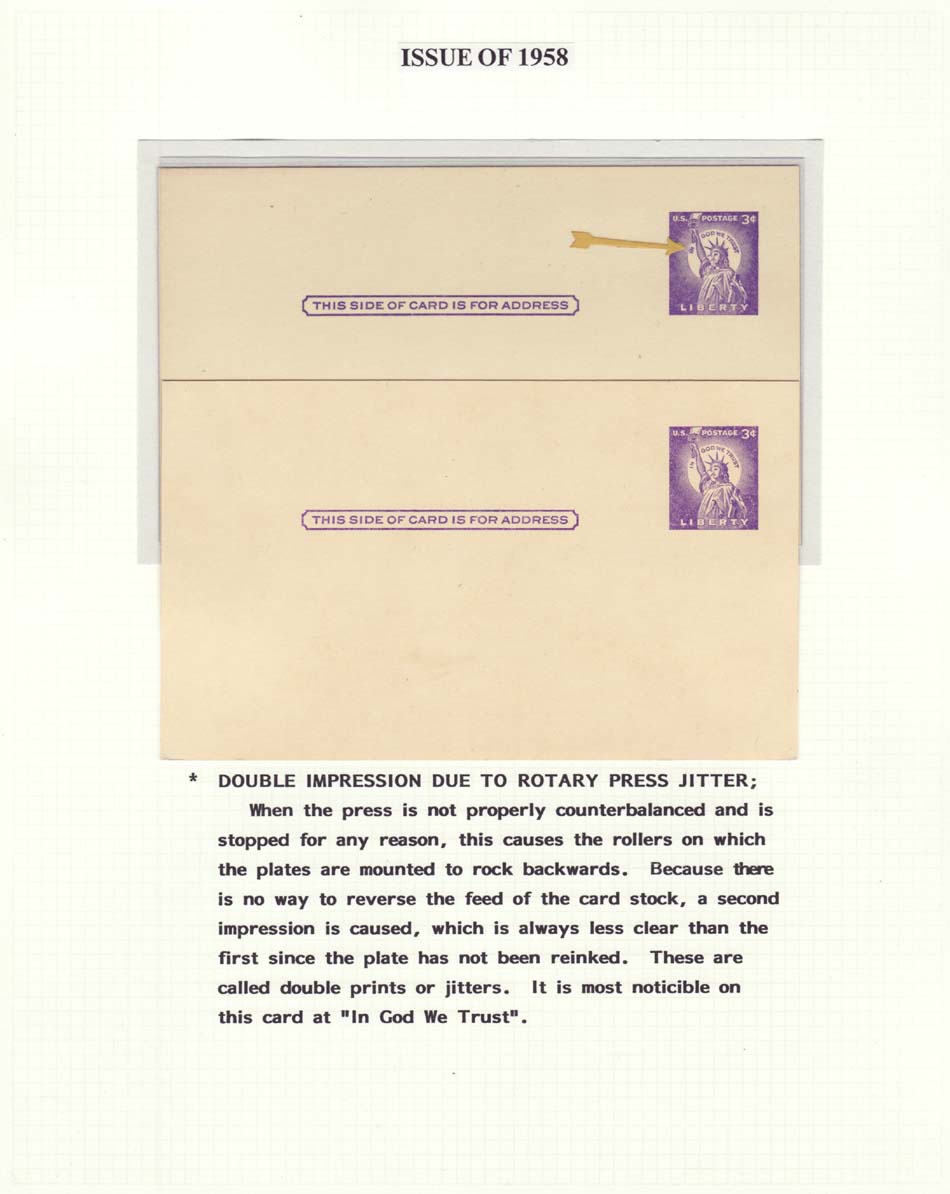 ISSUE OF 1958
U.S. POSTAGE 3¢
IN GOD WE TRUST
THIS SIDE OF CARD IS FOR ADDRESS
LIBERTY
U.S. POSTAGE 3¢
IN GOD WE TRUST
THIS SIDE OF CARD IS FOR ADDRESS
LIBERTY
* DOUBLE IMPRESSION DUE TO ROTARY PRESS JITTER;
When the press is not properly counterbalanced and is
stopped for any reason, this causes the rollers on which
the plates are mounted to rock backwards. Because there
is no way to reverse the feed of the card stock, a second
impression is caused, which is always less clear than the
first since the plate has not been reinked. These are
called double prints or jitters. It is most noticible on
this card at "In God We Trust".